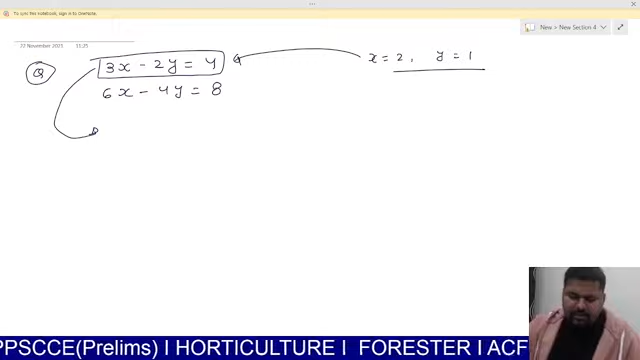 To sync this notebook, sign in to OneNote.
New > New Section 4
22 November 2025 11:25
Q 3x - 2y = 4 x = 2, y = 1
6x - 4y = 8
PPSCCE(Prelims) I HORTICULTURE I FORESTER I ACF